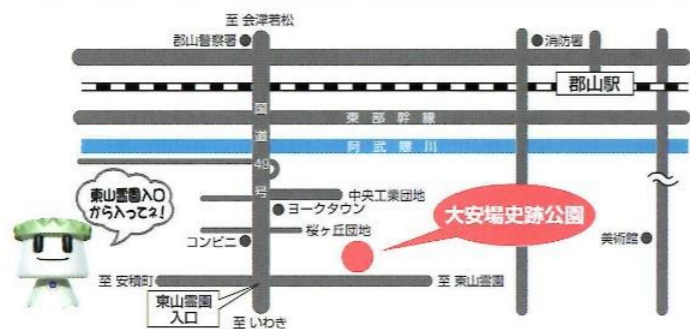 至 会津若松
郡山警察署
消防署
郡山駅
国道49号
東部幹線
阿武隈川
東山霊園入口
から入ってネ!
中央工業団地
ヨークタウン
桜ヶ丘団地
コンビニ
大安場史跡公園
美術館
至 安積町
至 東山霊園
東山霊園
入口
至 いわき